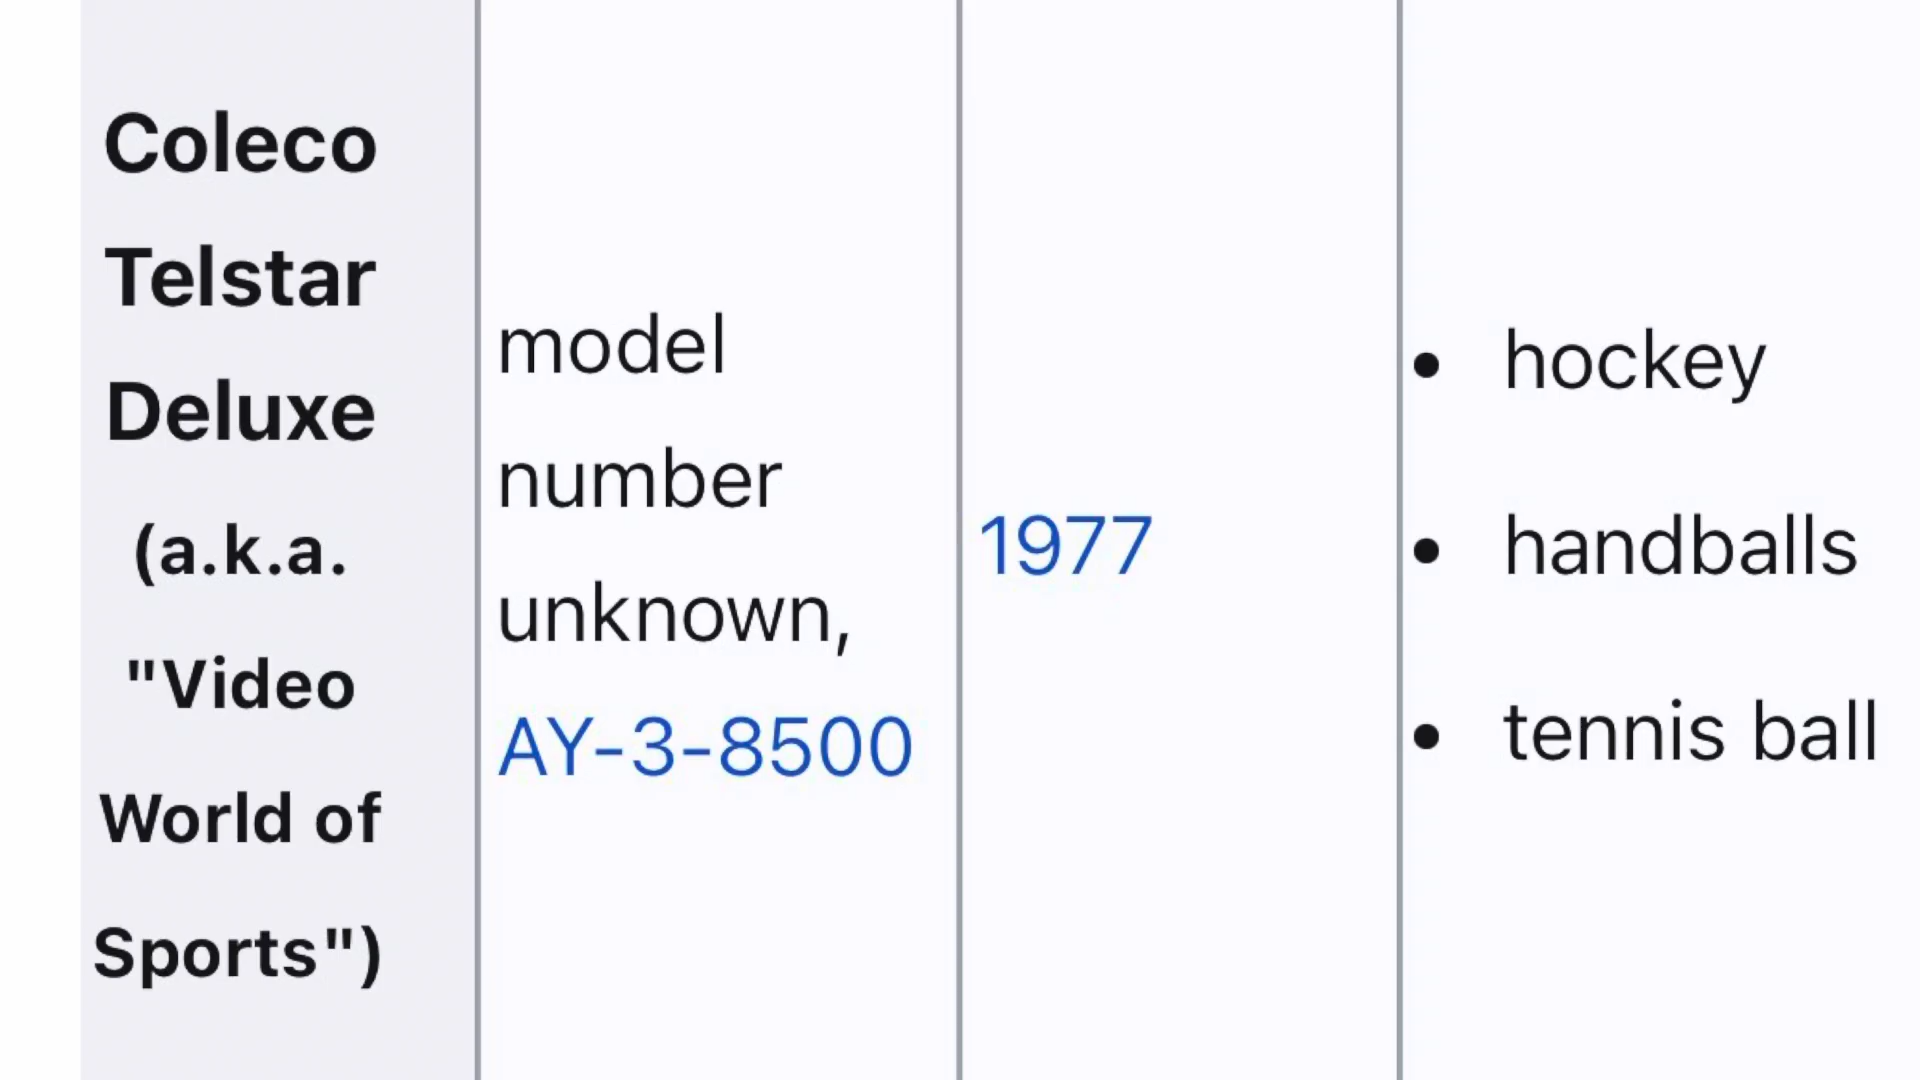 Coleco
Telstar
Deluxe
(a.k.a.
"Video
World of
Sports")
model
number
unknown,
AY-3-8500
1977
• hockey
• handballs
• tennis ball